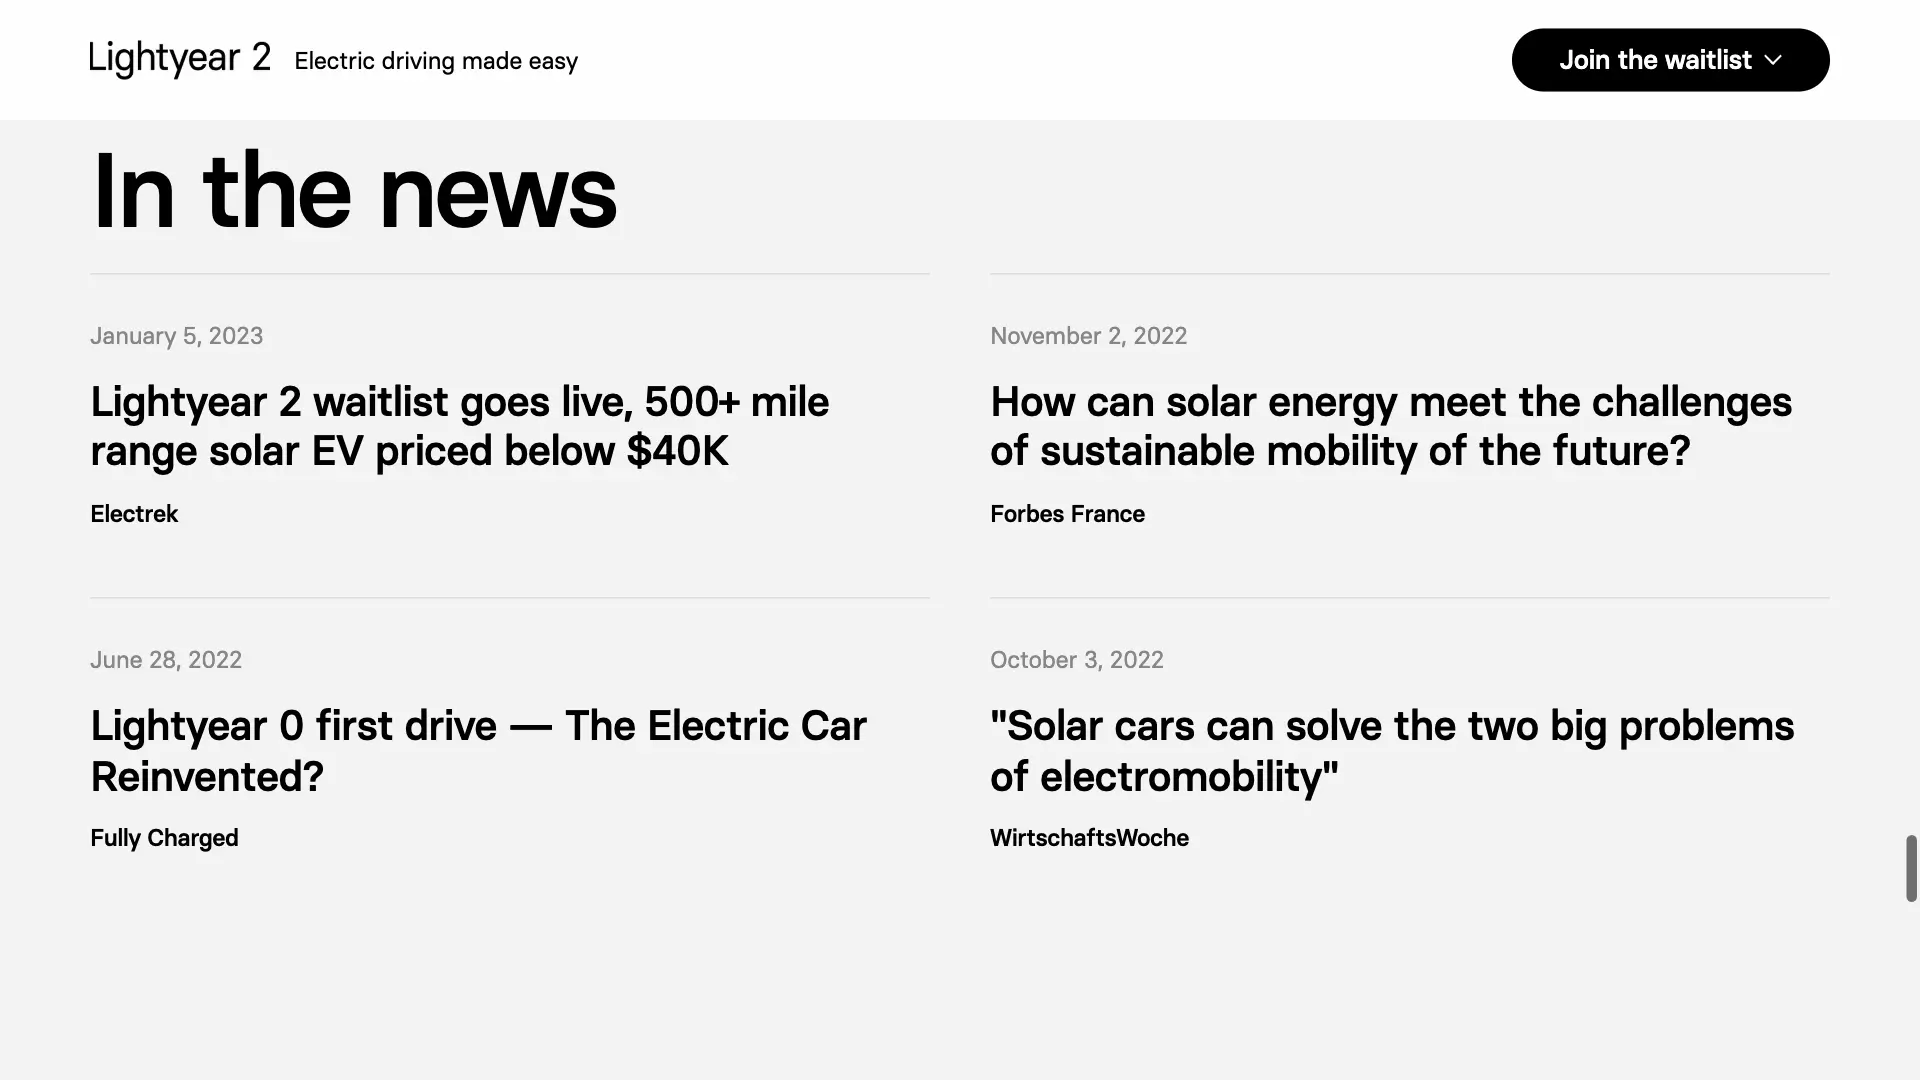 Lightyear 2
Electric driving made easy
Join the waitlist
In the news
January 5, 2023
Lightyear 2 waitlist goes live, 500+ mile
range solar EV priced below $40K
Electrek
November 2, 2022
How can solar energy meet the challenges
of sustainable mobility of the future?
Forbes France
June 28, 2022
Lightyear 0 first drive — The Electric Car
Reinvented?
Fully Charged
October 3, 2022
"Solar cars can solve the two big problems
of electromobility"
WirtschaftsWoche